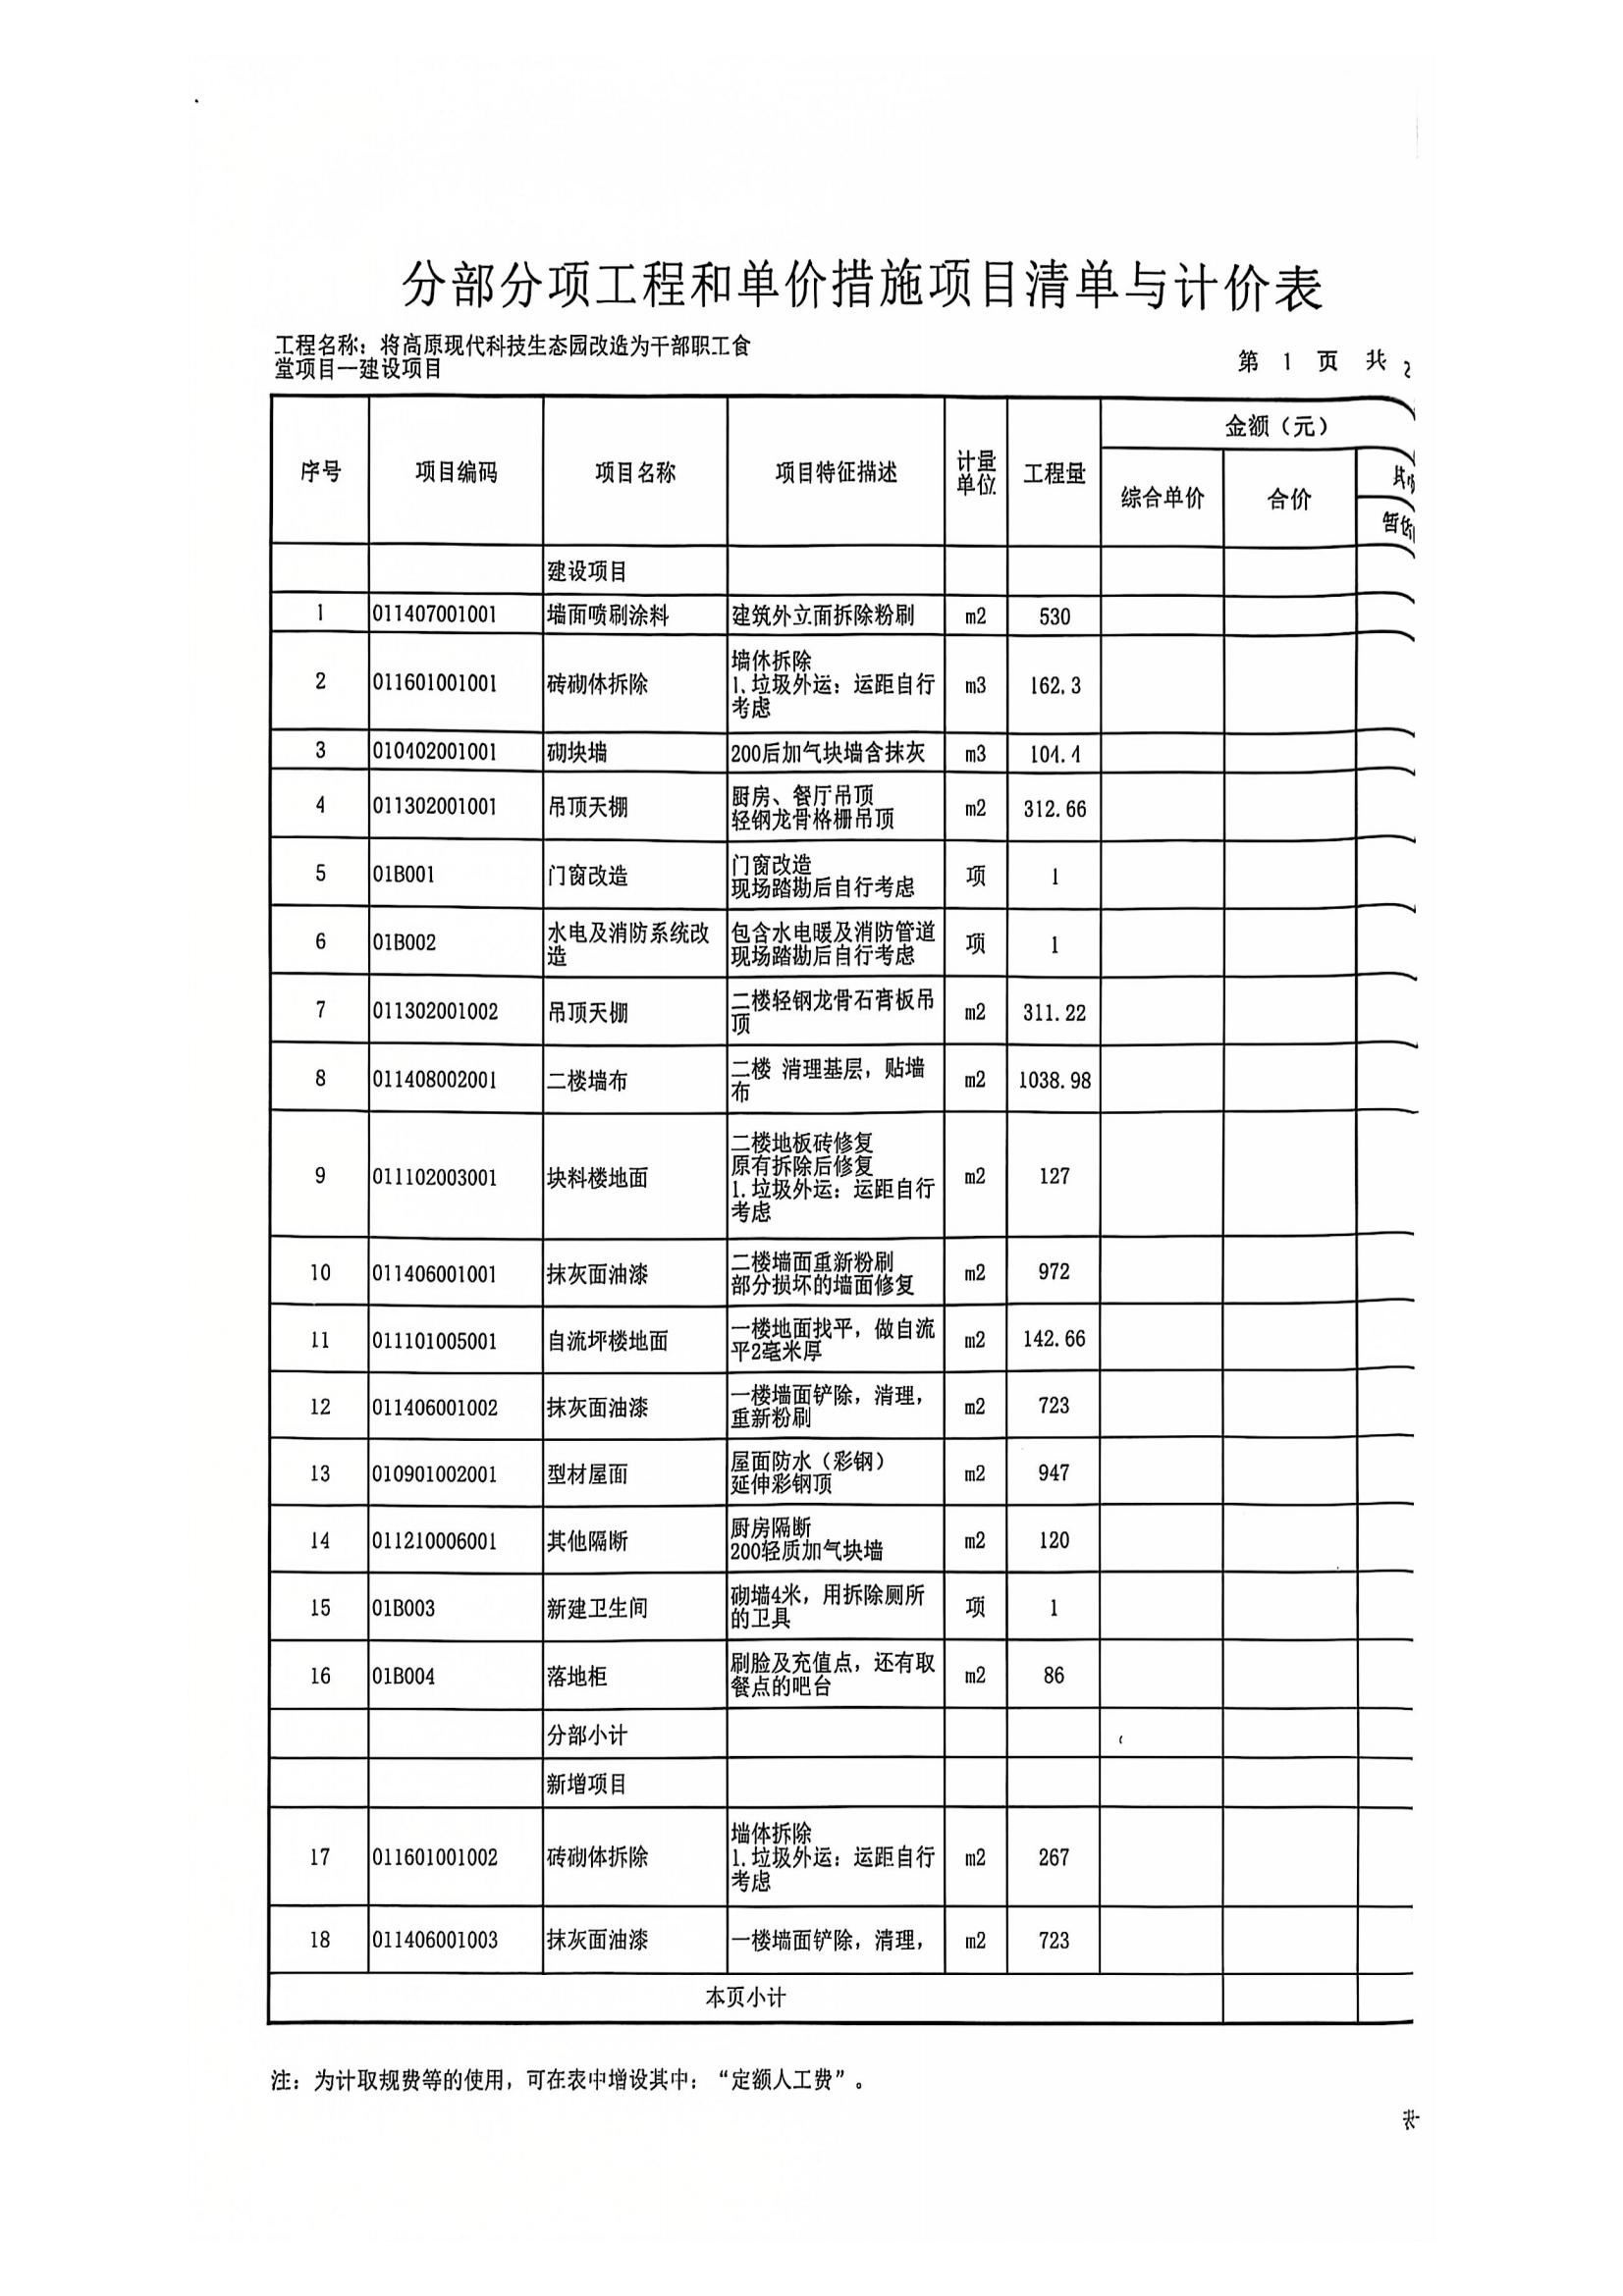 分部分项工程和单价措施项目清单与计价表
工程名称：将高原现代科技生态园改造为干部职工食
堂项目—建设项目
第 1 页 共 2
序号 项目编码 项目名称 项目特征描述 计量 工程量 金额（元）
单位
综合单价 合价
暂估
建设项目
1 011407001001 墙面喷刷涂料 建筑外立面拆除粉刷 m2 530
墙体拆除
2 011601001001 砖砌体拆除 1.垃圾外运：运距自行 m3 162.3
考虑
3 010402001001 砌块墙 200后加气块墙含抹灰 m3 104.4
4 011302001001 吊顶天棚 厨房、餐厅吊顶 m2 312.66
轻钢龙骨格栅吊顶
5 01B001 门窗改造 门窗改造 项 1
现场踏勘后自行考虑
6 01B002 水电及消防系统改 包含水电暖及消防管道 项 1
造 现场踏勘后自行考虑
7 011302001002 吊顶天棚 二楼轻钢龙骨石膏板吊 m2 311.22
顶
8 011408002001 二楼墙布 二楼 清理基层，贴墙 m2 1038.98
布
二楼地板砖修复
原有拆除后修复
9 011102003001 块料楼地面 1.垃圾外运：运距自行 m2 127
考虑
10 011406001001 抹灰面油漆 二楼墙面重新粉刷 m2 972
部分损坏的墙面修复
11 011101005001 自流坪楼地面 一楼地面找平，做自流 m2 142.66
平2毫米厚
12 011406001002 抹灰面油漆 一楼墙面铲除，清理， m2 723
重新粉刷
13 010901002001 型材屋面 屋面防水（彩钢） m2 947
延伸彩钢顶
14 011210006001 其他隔断 厨房隔断 m2 120
200轻质加气块墙
15 01B003 新建卫生间 砌墙4米，用拆除厕所 项 1
的卫具
16 01B004 落地柜 刷脸及充值点，还有取 m2 86
餐点的吧台
分部小计
新增项目
墙体拆除
17 011601001002 砖砌体拆除 1.垃圾外运：运距自行 m2 267
考虑
18 011406001003 抹灰面油漆 一楼墙面铲除，清理， m2 723
本页小计
注：为计取规费等的使用，可在表中增设其中：“定额人工费”。